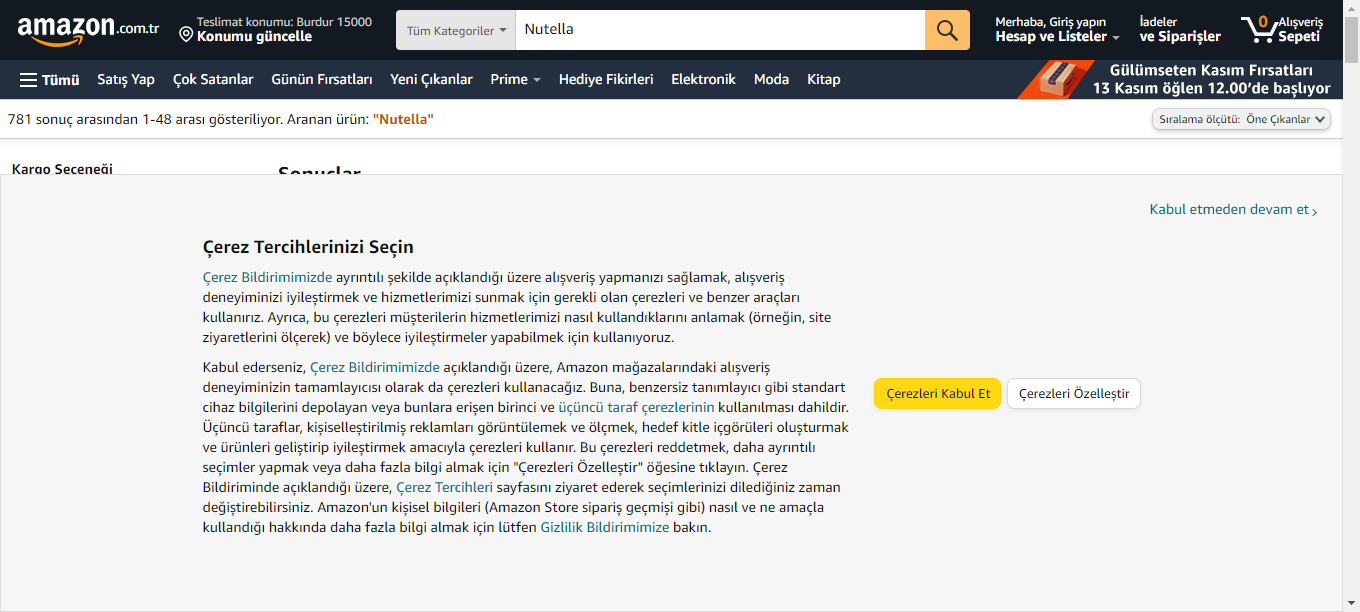 amazon.com.tr
Teslimat konumu: Burdur 15000
Konumu güncelle
Tüm Kategoriler
Nutella
Merhaba, Giriş yapın
Hesap ve Listeler
İadeler
ve Siparişler
0
Alışveriş
Sepeti
Tümü Satış Yap Çok Satanlar Günün Fırsatları Yeni Çıkanlar Prime Hediye Fikirleri Elektronik Moda Kitap
Gülümseten Kasım Fırsatları
13 Kasım öğlen 12.00’de başlıyor
781 sonuç arasından 1-48 arası gösteriliyor. Aranan ürün: "Nutella"
Sıralama ölçütü: Öne Çıkanlar
Kargo Seçeneği
Sonuçlar
Kabul etmeden devam et
Çerez Tercihlerinizi Seçin
Çerez Bildirimimizde ayrıntılı şekilde açıklandığı üzere alışveriş yapmanızı sağlamak, alışveriş
deneyiminizi iyileştirmek ve hizmetlerimizi sunmak için gerekli olan çerezleri ve benzer araçları
kullanırız. Ayrıca, bu çerezleri müşterilerin hizmetlerimizi nasıl kullandıklarını anlamak (örneğin, site
ziyaretlerini ölçerek) ve böylece iyileştirmeler yapabilmek için kullanıyoruz.
Kabul ederseniz, Çerez Bildirimimizde açıklandığı üzere, Amazon mağazalarındaki alışveriş
deneyiminizin tamamlayıcısı olarak da çerezleri kullanacağız. Buna, benzersiz tanımlayıcı gibi standart
cihaz bilgilerini depolayan veya bunlara erişen birinci ve üçüncü taraf çerezlerinin kullanılması dahildir.
Üçüncü taraflar, kişiselleştirilmiş reklamları görüntülemek ve ölçmek, hedef kitle içgörüleri oluşturmak
ve ürünleri geliştirip iyileştirmek amacıyla çerezleri kullanır. Bu çerezleri reddetmek, daha ayrıntılı
seçimler yapmak veya daha fazla bilgi almak için "Çerezleri Özelleştir" öğesine tıklayın. Çerez
Bildiriminde açıklandığı üzere, Çerez Tercihleri sayfasını ziyaret ederek seçimlerinizi dilediğiniz zaman
değiştirebilirsiniz. Amazon'un kişisel bilgileri (Amazon Store sipariş geçmişi gibi) nasıl ve ne amaçla
kullandığı hakkında daha fazla bilgi almak için lütfen Gizlilik Bildirimimize bakın.
Çerezleri Kabul Et
Çerezleri Özelleştir